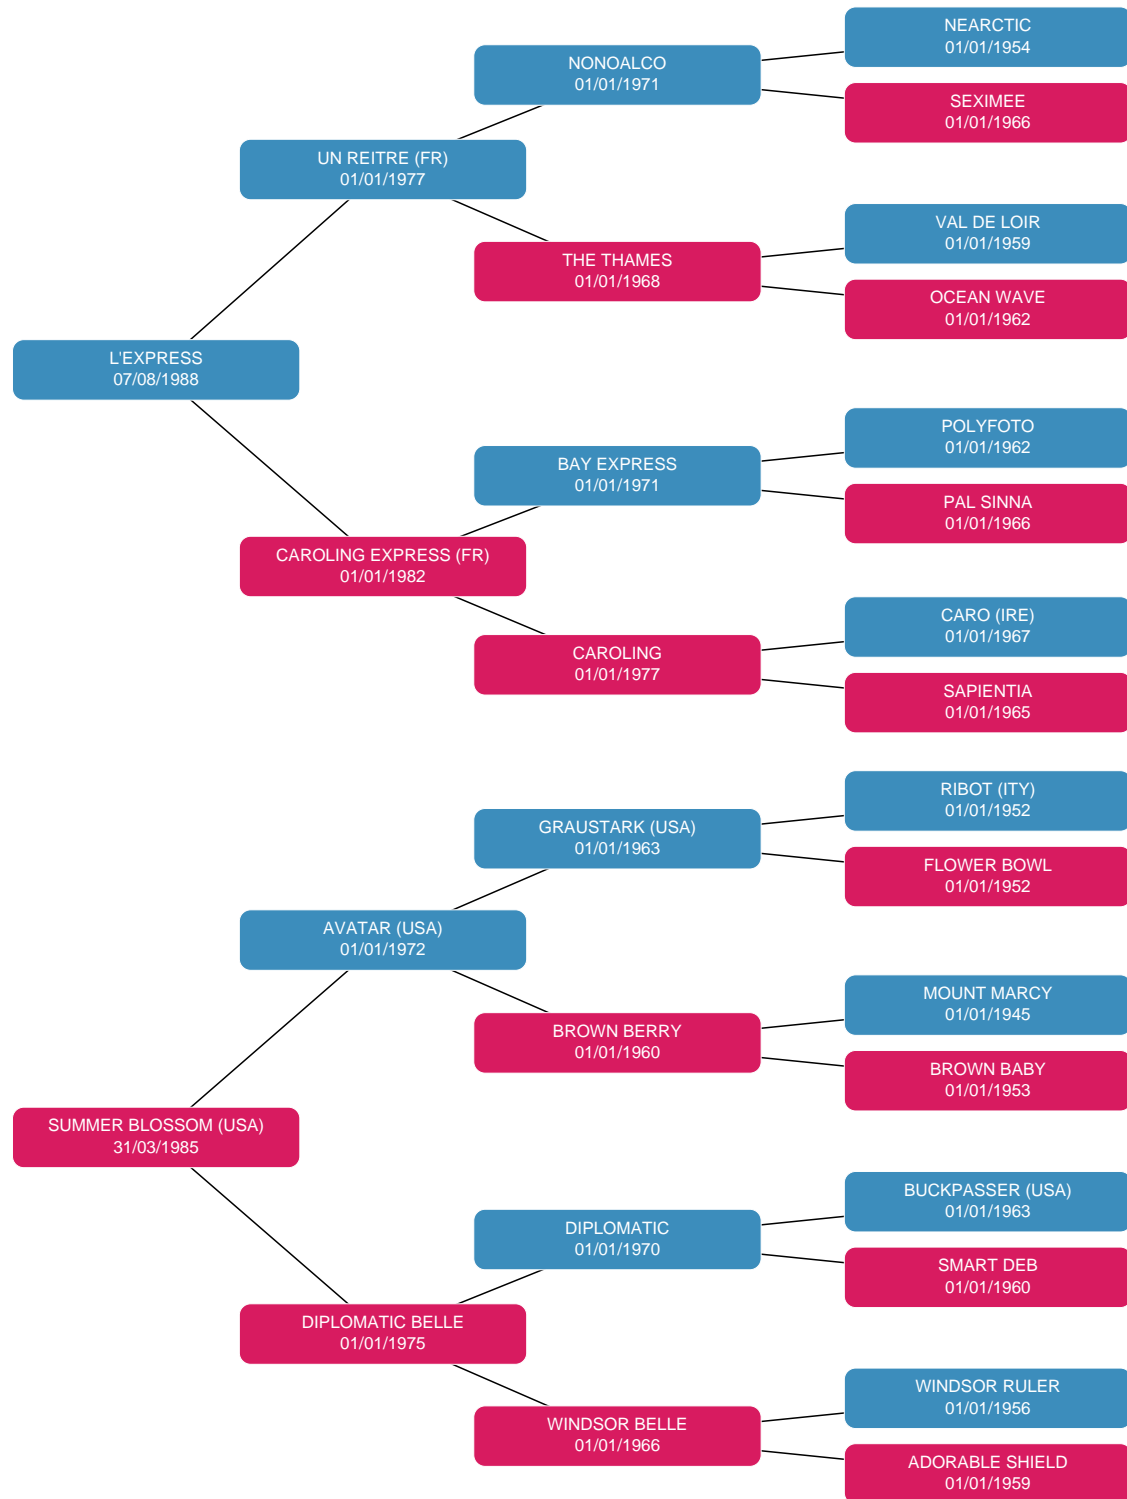 NEARCTIC
01/01/1954
NONOALCO
01/01/1971
SEXIMEE
01/01/1966
UN REITRE (FR)
01/01/1977
VAL DE LOIR
01/01/1959
THE THAMES
01/01/1968
OCEAN WAVE
01/01/1962
L'EXPRESS
07/08/1988
POLYFOTO
01/01/1962
BAY EXPRESS
01/01/1971
PAL SINNA
01/01/1966
CAROLING EXPRESS (FR)
01/01/1982
CARO (IRE)
01/01/1967
CAROLING
01/01/1977
SAPIENTIA
01/01/1965
RIBOT (ITY)
01/01/1952
GRAUSTARK (USA)
01/01/1963
FLOWER BOWL
01/01/1952
AVATAR (USA)
01/01/1972
MOUNT MARCY
01/01/1945
BROWN BERRY
01/01/1960
BROWN BABY
01/01/1953
SUMMER BLOSSOM (USA)
31/03/1985
BUCKPASSER (USA)
01/01/1963
DIPLOMATIC
01/01/1970
SMART DEB
01/01/1960
DIPLOMATIC BELLE
01/01/1975
WINDSOR RULER
01/01/1956
WINDSOR BELLE
01/01/1966
ADORABLE SHIELD
01/01/1959